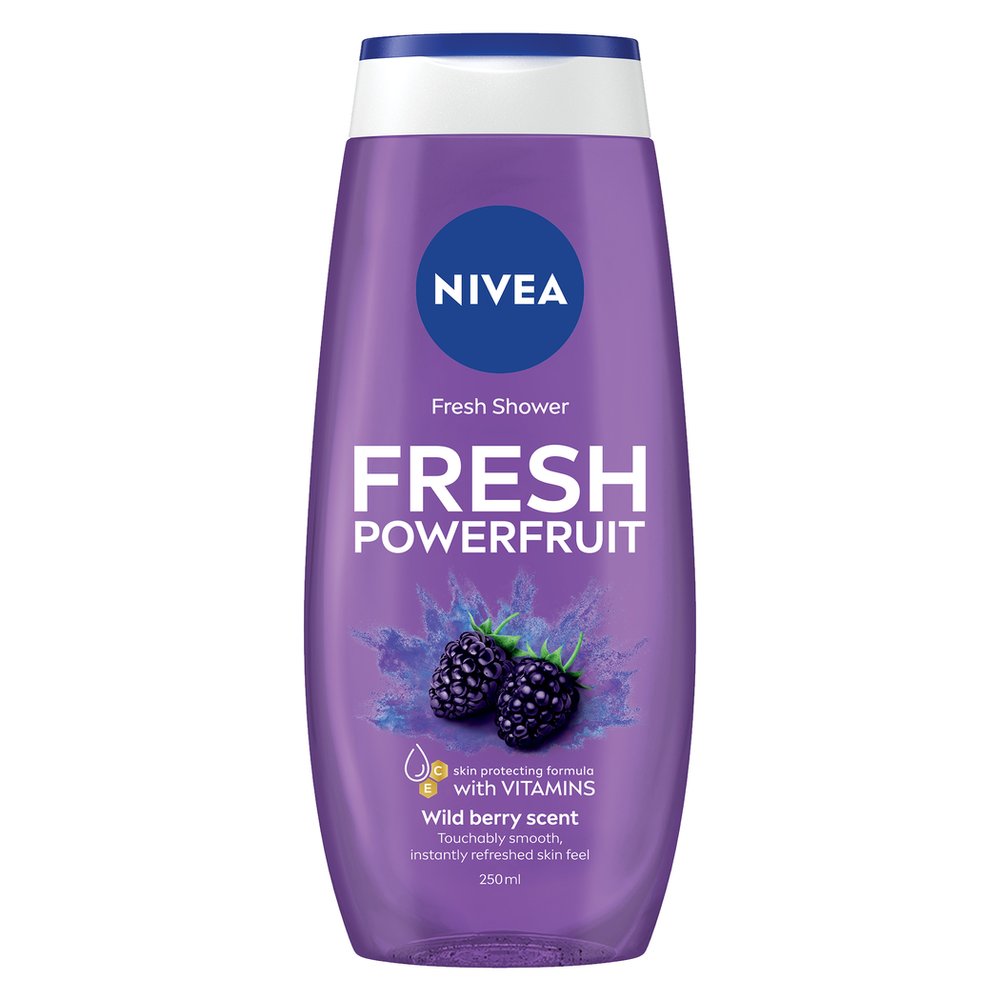 NIVEA
Fresh Shower
FRESH
POWERFRUIT
C
E
skin protecting formula
with VITAMINS
Wild berry scent
Touchably smooth,
instantly refreshed skin feel
250ml